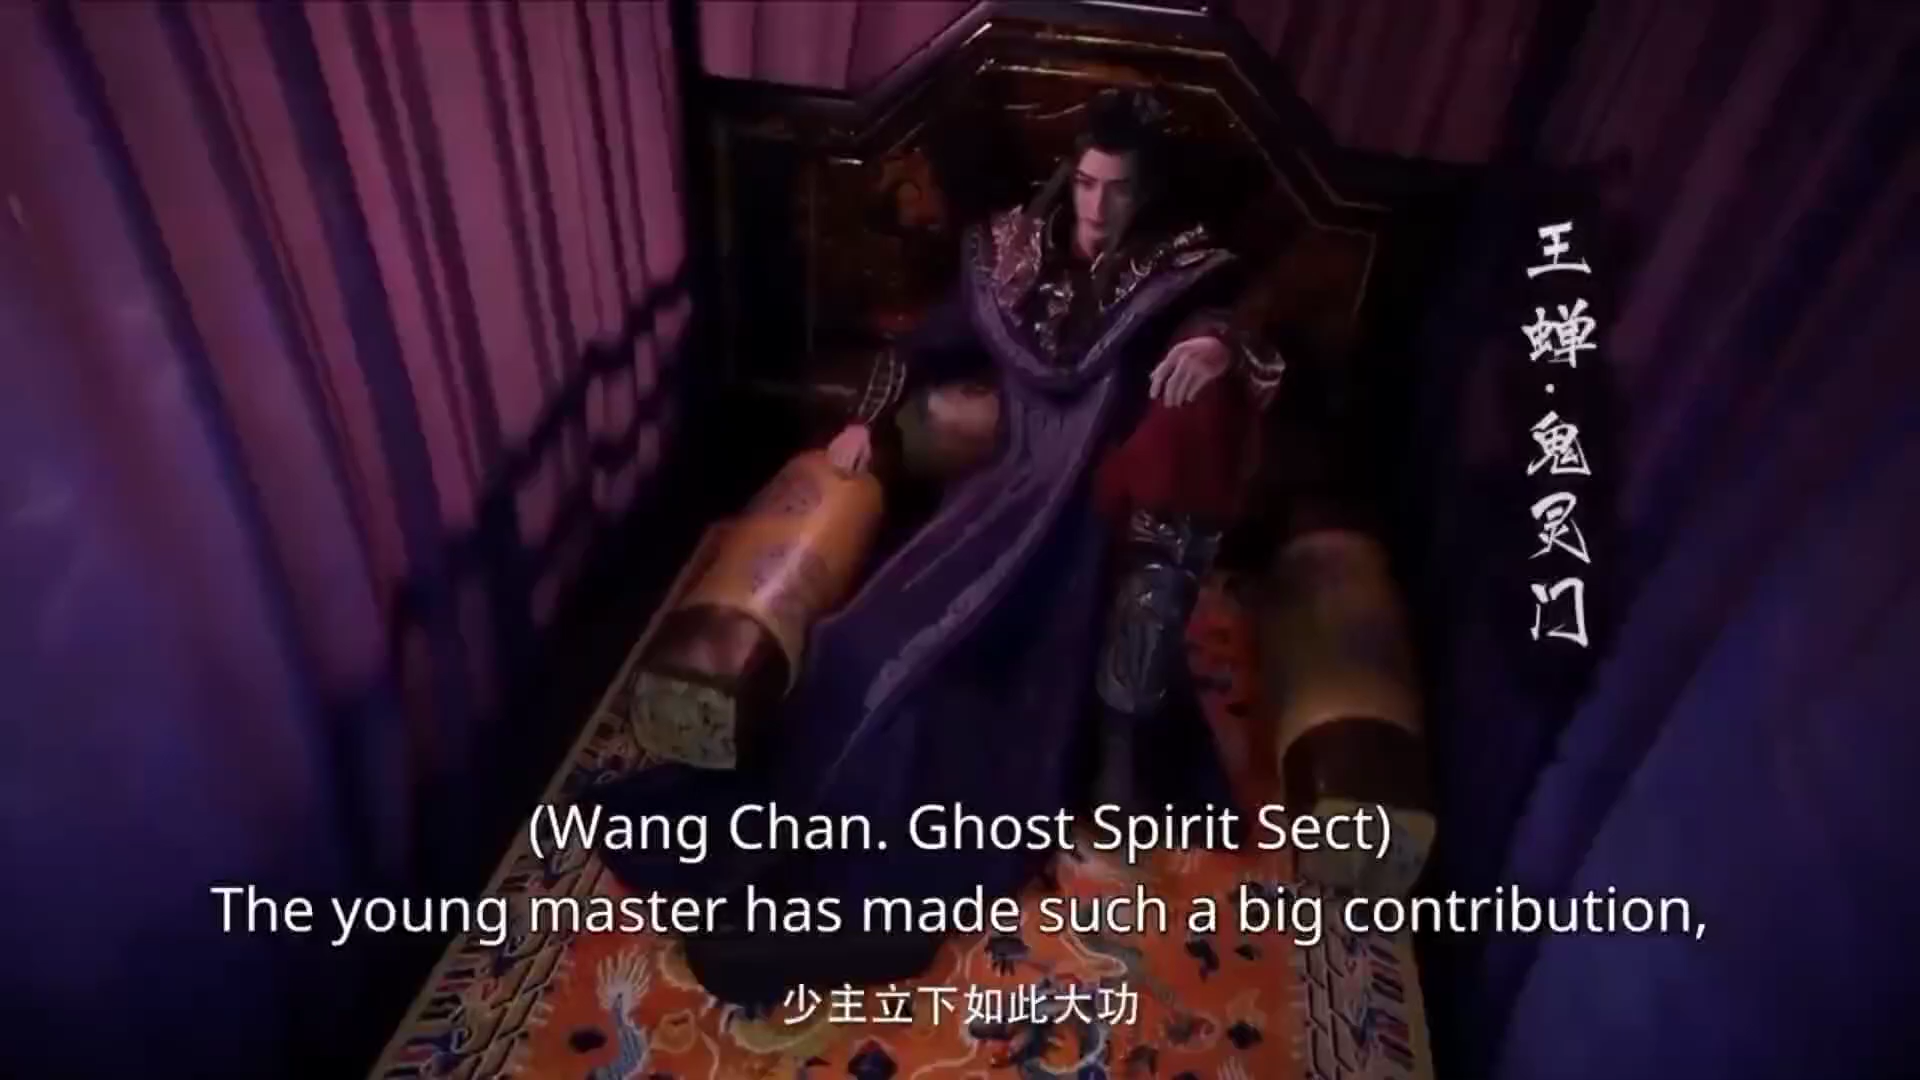 王蝉·鬼灵门
(Wang Chan. Ghost Spirit Sect)
The young master has made such a big contribution,
少主立下如此大功